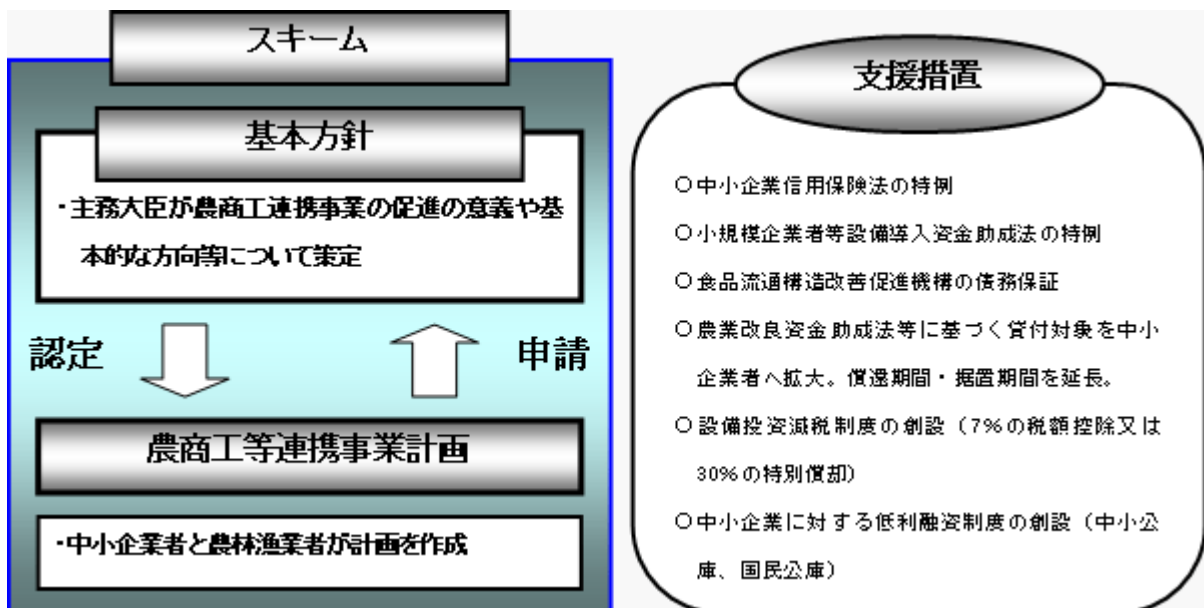 スキーム
基本方針
・主務大臣が農商工連携事業の促進の意義や基
本的な方向等について策定
認定
申請
農商工等連携事業計画
・中小企業者と農林漁業者が計画を作成
支援措置
○中小企業信用保険法の特例
○小規模企業者等設備導入資金助成法の特例
○食品流通構造改善促進機構の債務保証
○農業改良資金助成法等に基づく貸付対象を中小
企業者へ拡大。償還期間・据置期間を延長。
○設備投資減税制度の創設（7%の税額控除又は
30%の特別償却）
○中小企業に対する低利融資制度の創設（中小公
庫、国民公庫）